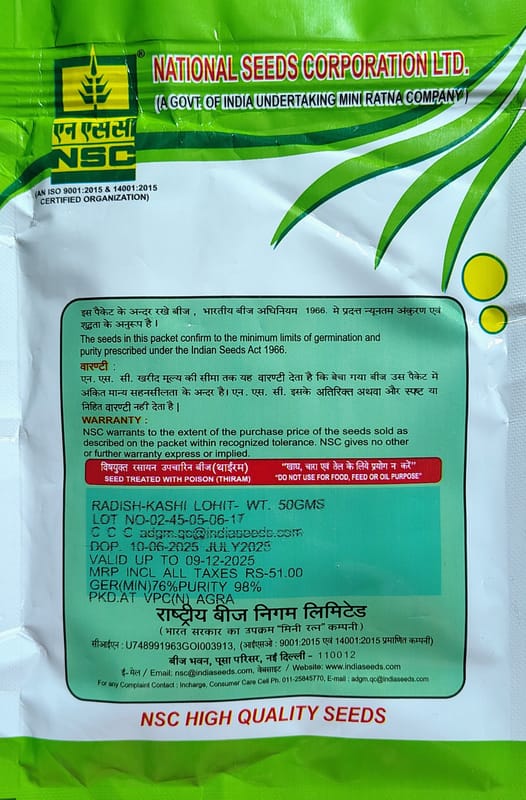 एन एससी
NSC
®
NATIONAL SEEDS CORPORATION LTD.
(A GOVT. OF INDIA UNDERTAKING MINI RATNA COMPANY)
(AN ISO 9001:2015 & 14001:2015
CERTIFIED ORGANIZATION)
इस पैकेट के अन्दर रखे बीज , भारतीय बीज अधिनियम 1966. मे प्रदत्त न्यूनतम अंकुरण एवं
शुद्धता के अनुरूप है ।
The seeds in this packet confirm to the minimum limits of germination and
purity prescribed under the Indian Seeds Act 1966.
वारण्टी :
एन. एस. सी. खरीद मूल्य की सीमा तक यह वारण्टी देता है कि बेचा गया बीज उस पैकेट में
अंकित मान्य सहनसीलता के अन्दर है। एन. एस. सी. इसके अतिरिक्त अथवा और स्पष्ट या
निहित वारण्टी नही देता है |
WARRANTY :
NSC warrants to the extent of the purchase price of the seeds sold as
described on the packet within recognized tolerance. NSC gives no other
or further warranty express or implied.
विषयुक्त रसायन उपचारित बीज (थाईरम)
SEED TREATED WITH POISON (THIRAM)
"खाद्य, चारा एवं तेल के लिये प्रयोग न करें"
"DO NOT USE FOR FOOD, FEED OR OIL PURPOSE"
RADISH-KASHI LOHIT- WT. 50GMS
LOT NO-02-45-05-06-17
C C C adgm.qc@indiaseeds.com
DOP. 10-06-2025 JULY2025
VALID UP TO 09-12-2025
MRP INCL ALL TAXES RS-51.00
GER(MIN)76%PURITY 98%
PKD.AT VPC(N) AGRA
राष्ट्रीय बीज निगम लिमिटेड
(भारत सरकार का उपक्रम "मिनी रत्न" कम्पनी)
सीआईएन : U748991963GOI003913, (आईएसओ : 9001:2015 एवं 14001:2015 प्रमाणित कम्पनी)
बीज भवन, पूसा परिसर, नई दिल्ली - 110012
ई- मेल / Email: nsc@indiaseeds.com, वेबसाइट / Website: www.indiaseeds.com
For any Complaint Contact : Incharge, Consumer Care Cell Ph. 011-25845770, E-mail : adgm.qc@indiaseeds.com
NSC HIGH QUALITY SEEDS